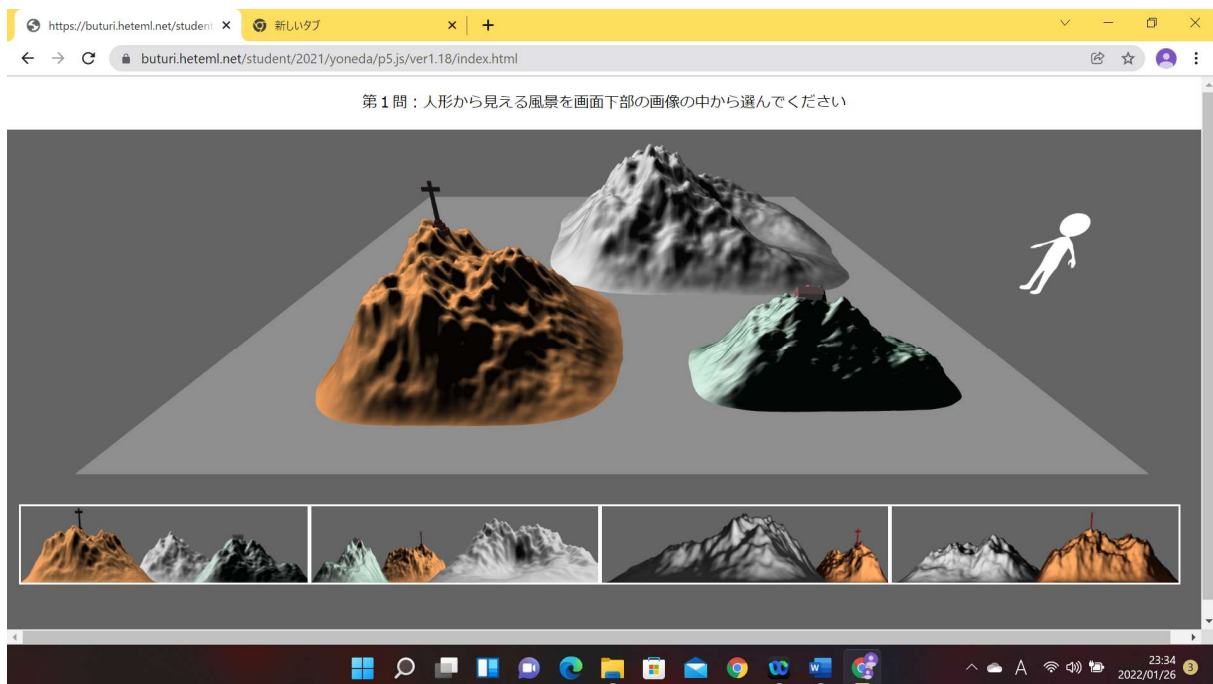 https://buturi.heteml.net/student
新しいタブ
buturi.heteml.net/student/2021/yoneda/p5.js/ver1.18/index.html
第1問：人形から見える風景を画面下部の画像の中から選んでください
A
23:34
2022/01/26
3